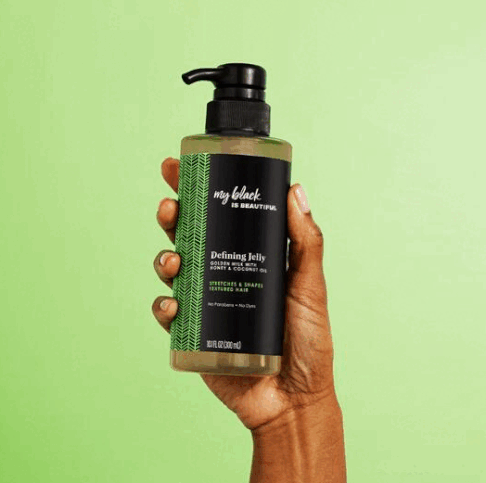 my black
IS BEAUTIFUL
Defining Jelly
GOLDEN MILK WITH
HONEY & COCONUT OIL
STRETCHES & SHAPES
TEXTURED HAIR
No Parabens • No Dyes
10.1 FL OZ (300 mL)